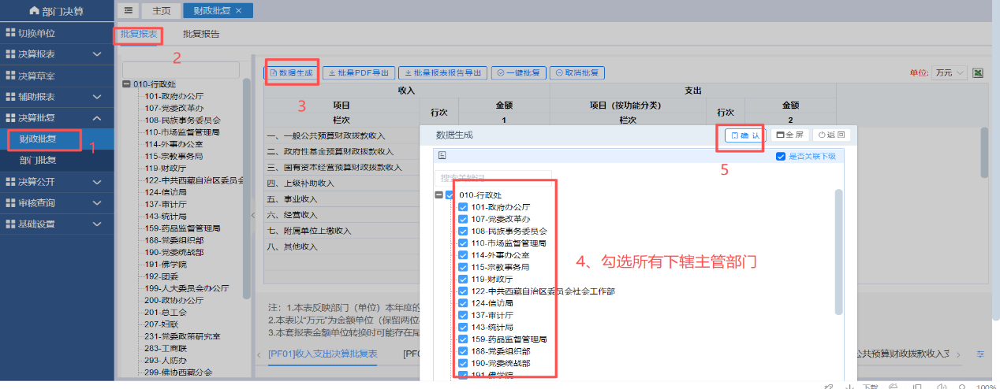 部门决算
主页
财政批复 ×
切换单位
决算报表
决算草案
辅助报表
决算批复
财政批复
部门批复
决算公开
审核查询
基础设置
1
批复报表
批复报告
2
010-行政处
101-政府办公厅
107-党委改革办
108-民族事务委员会
110-市场监督管理局
114-外事办公室
115-宗教事务局
119-财政厅
122-中共西藏自治区委员会
124-信访局
137-审计厅
143-统计局
159-药品监督管理局
188-党委组织部
190-党委统战部
191-佛学院
192-团委
199-人大委员会办公厅
200-政协办公厅
201-总工会
207-妇联
231-党委政策研究室
283-工商联
293-人防办
299-佛协西藏分会
数据生成
批量PDF导出
批量报表报告导出
一键批复
取消批复
单位: 万元
3
收入 支出
项目 行次 金额 项目（按功能分类） 行次 金额
栏次 1 栏次 2
一、一般公共预算财政拨款收入
二、政府性基金预算财政拨款收入
三、国有资本经营预算财政拨款收入
四、上级补助收入
五、事业收入
六、经营收入
七、附属单位上缴收入
八、其他收入
注：1.本表反映部门（单位）本年度的
2.本表以“万元”为金额单位（保留两位
3.本套报表金额单位转换时可能存在尾
[PF01]收入支出决算批复表
[PF0
公共预算财政拨款收入支
数据生成
确 认
全 屏
返 回
5
是否关联下级
搜索关键词
010-行政处
101-政府办公厅
107-党委改革办
108-民族事务委员会
110-市场监督管理局
114-外事办公室
115-宗教事务局
119-财政厅
122-中共西藏自治区委员会社会工作部
124-信访局
137-审计厅
143-统计局
159-药品监督管理局
188-党委组织部
190-党委统战部
191-佛学院
4、勾选所有下辖主管部门
下载
100%